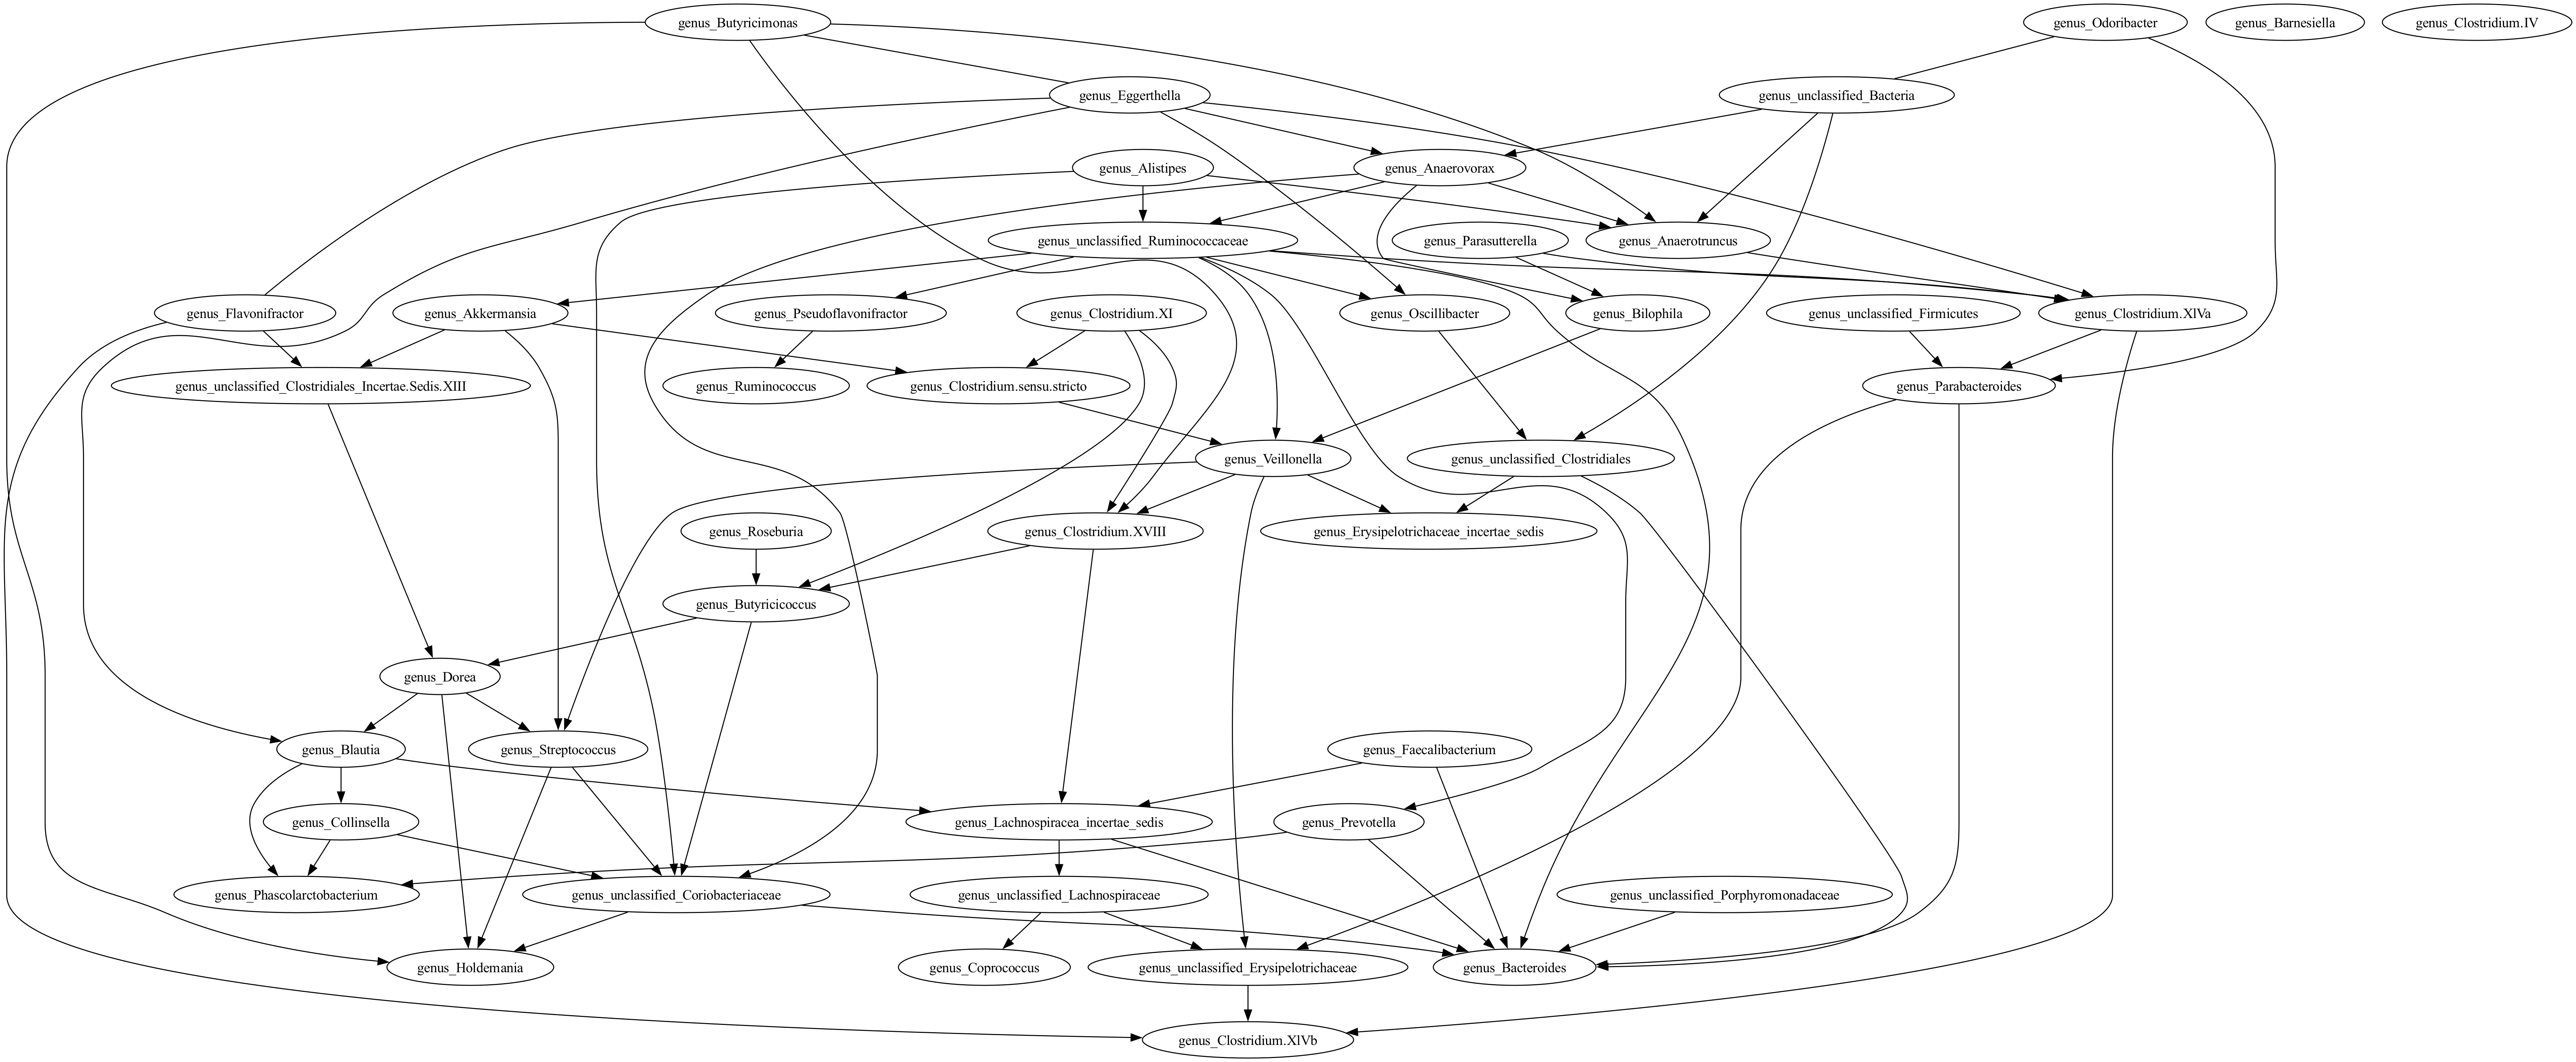 genus_Butyricimonas
genus_Odoribacter
genus_Barnesiella
genus_Clostridium.IV
genus_Eggerthella
genus_unclassified_Bacteria
genus_Alistipes
genus_Anaerovorax
genus_unclassified_Ruminococcaceae
genus_Parasutterella
genus_Anaerotruncus
genus_Flavonifractor
genus_Akkermansia
genus_Pseudoflavonifractor
genus_Clostridium.XI
genus_Oscillibacter
genus_Bilophila
genus_unclassified_Firmicutes
genus_Clostridium.XlVa
genus_unclassified_Clostridiales_Incertae.Sedis.XIII
genus_Ruminococcus
genus_Clostridium.sensu.stricto
genus_Parabacteroides
genus_Veillonella
genus_unclassified_Clostridiales
genus_Roseburia
genus_Clostridium.XVIII
genus_Erysipelotrichaceae_incertae_sedis
genus_Butyricicoccus
genus_Dorea
genus_Blautia
genus_Streptococcus
genus_Faecalibacterium
genus_Collinsella
genus_Lachnospiracea_incertae_sedis
genus_Prevotella
genus_Phascolarctobacterium
genus_unclassified_Coriobacteriaceae
genus_unclassified_Lachnospiraceae
genus_unclassified_Porphyromonadaceae
genus_Holdemania
genus_Coprococcus
genus_unclassified_Erysipelotrichaceae
genus_Bacteroides
genus_Clostridium.XlVb